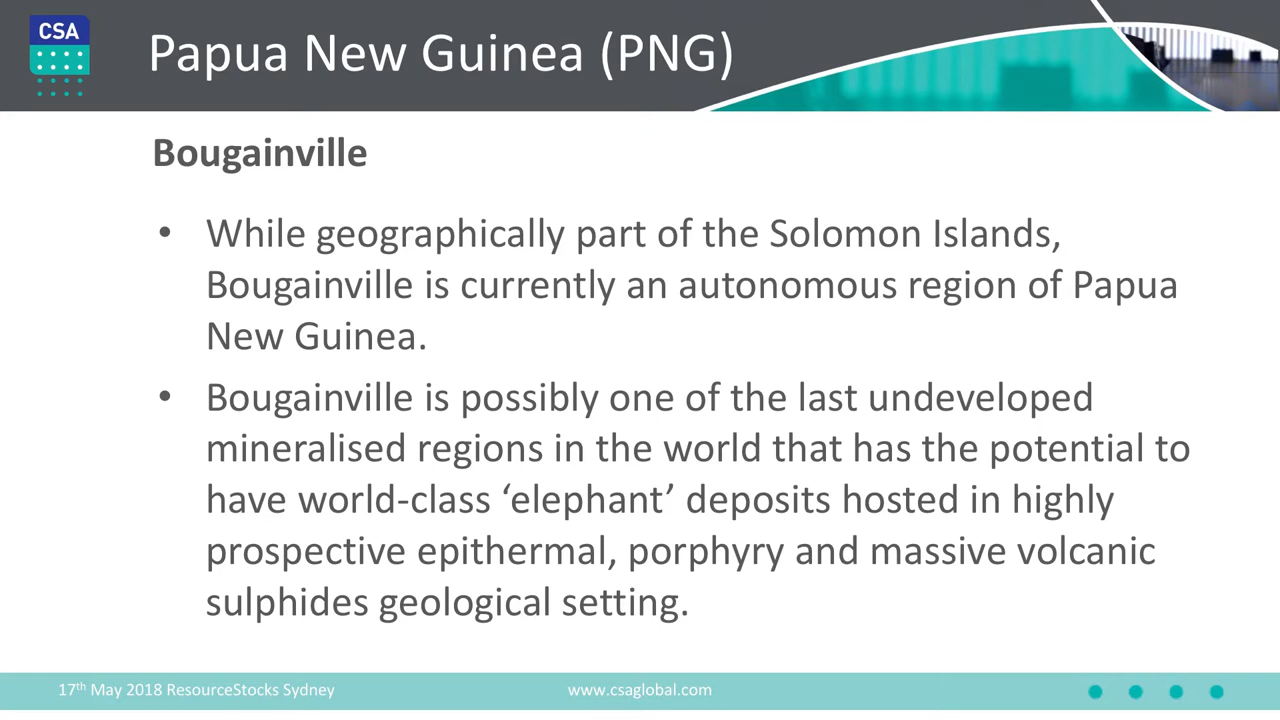 CSA
Papua New Guinea (PNG)
Bougainville
• While geographically part of the Solomon Islands,
Bougainville is currently an autonomous region of Papua
New Guinea.
• Bougainville is possibly one of the last undeveloped
mineralised regions in the world that has the potential to
have world-class ‘elephant’ deposits hosted in highly
prospective epithermal, porphyry and massive volcanic
sulphides geological setting.
17th May 2018 ResourceStocks Sydney
www.csaglobal.com